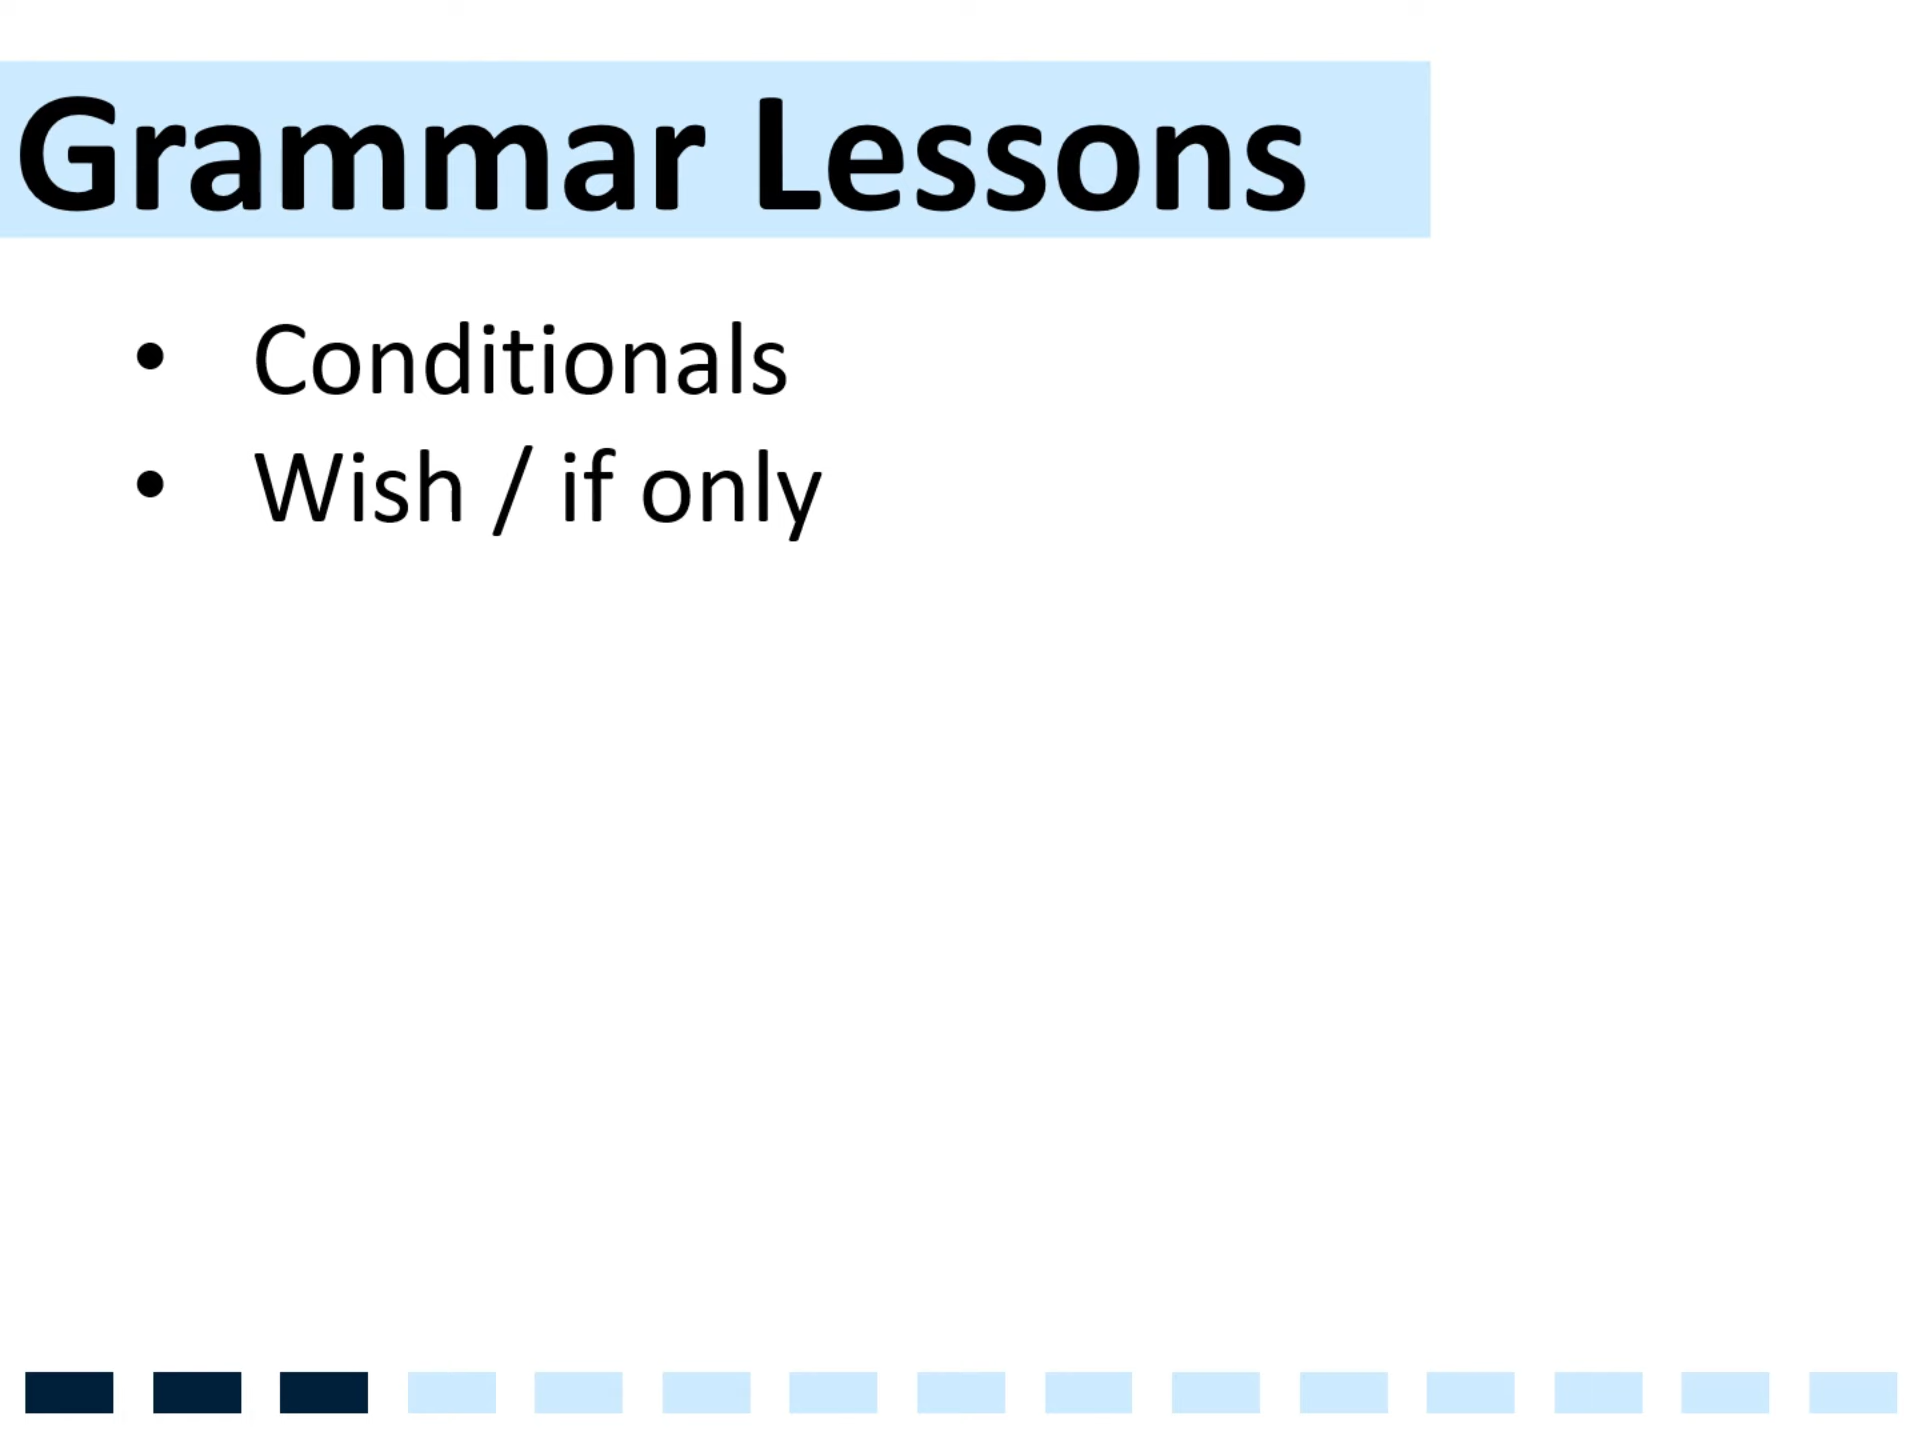 Grammar Lessons
• Conditionals
• Wish / if only